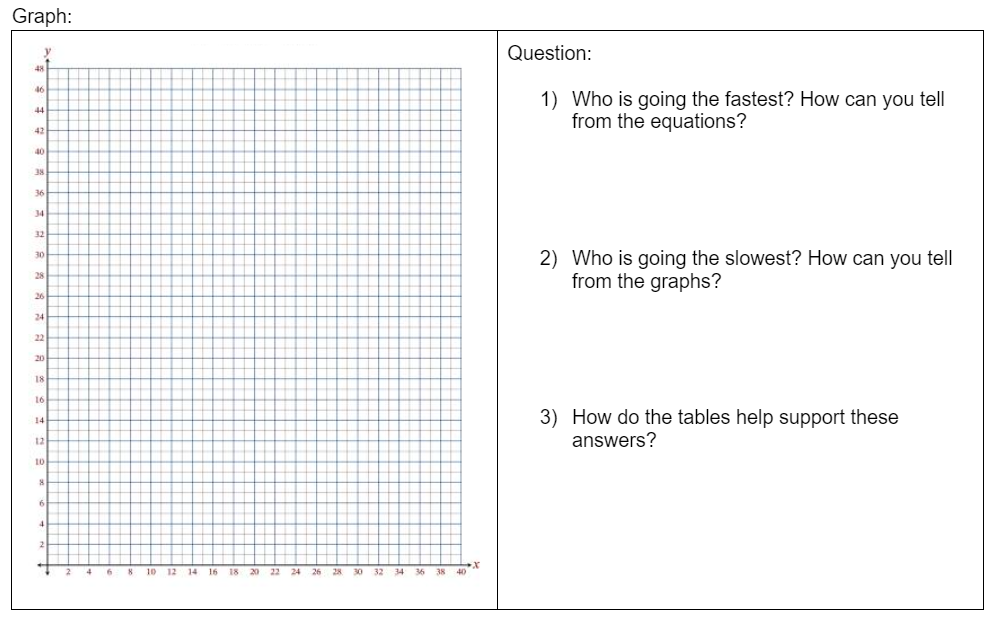 Graph:
y
48
46
44
42
40
38
36
34
32
30
28
26
24
22
20
18
16
14
12
10
8
6
4
2
2 4 6 8 10 12 14 16 18 20 22 24 26 28 30 32 34 36 38 40 x
Question:
1) Who is going the fastest? How can you tell
from the equations?
2) Who is going the slowest? How can you tell
from the graphs?
3) How do the tables help support these
answers?